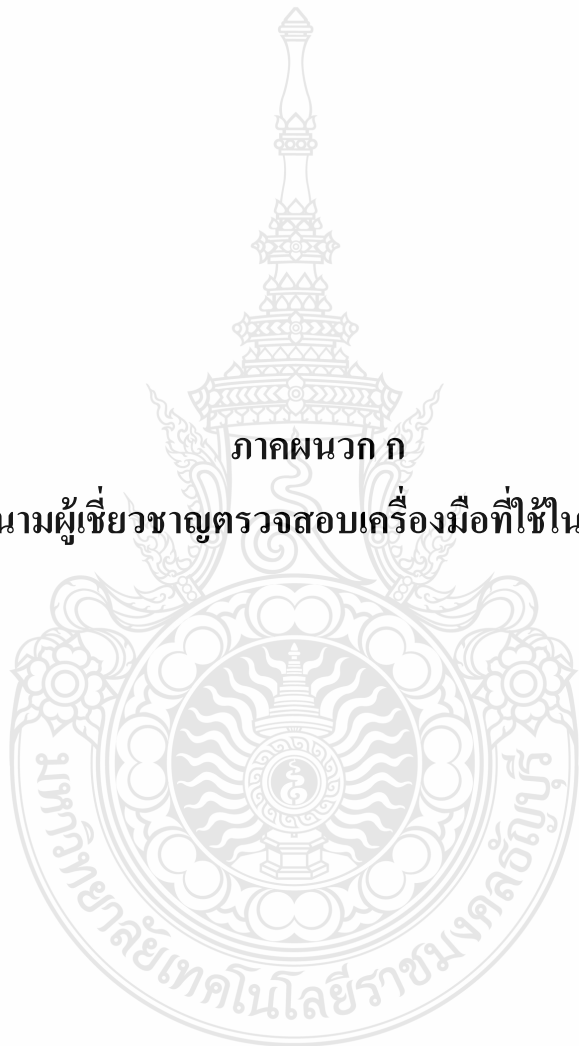 ภาคผนวก ก
นามผู้เชี่ยวชาญตรวจสอบเครื่องมือที่ใช้ใน
มหาวิทยาลัยเทคโนโลยีราชมงคลธัญบุรี